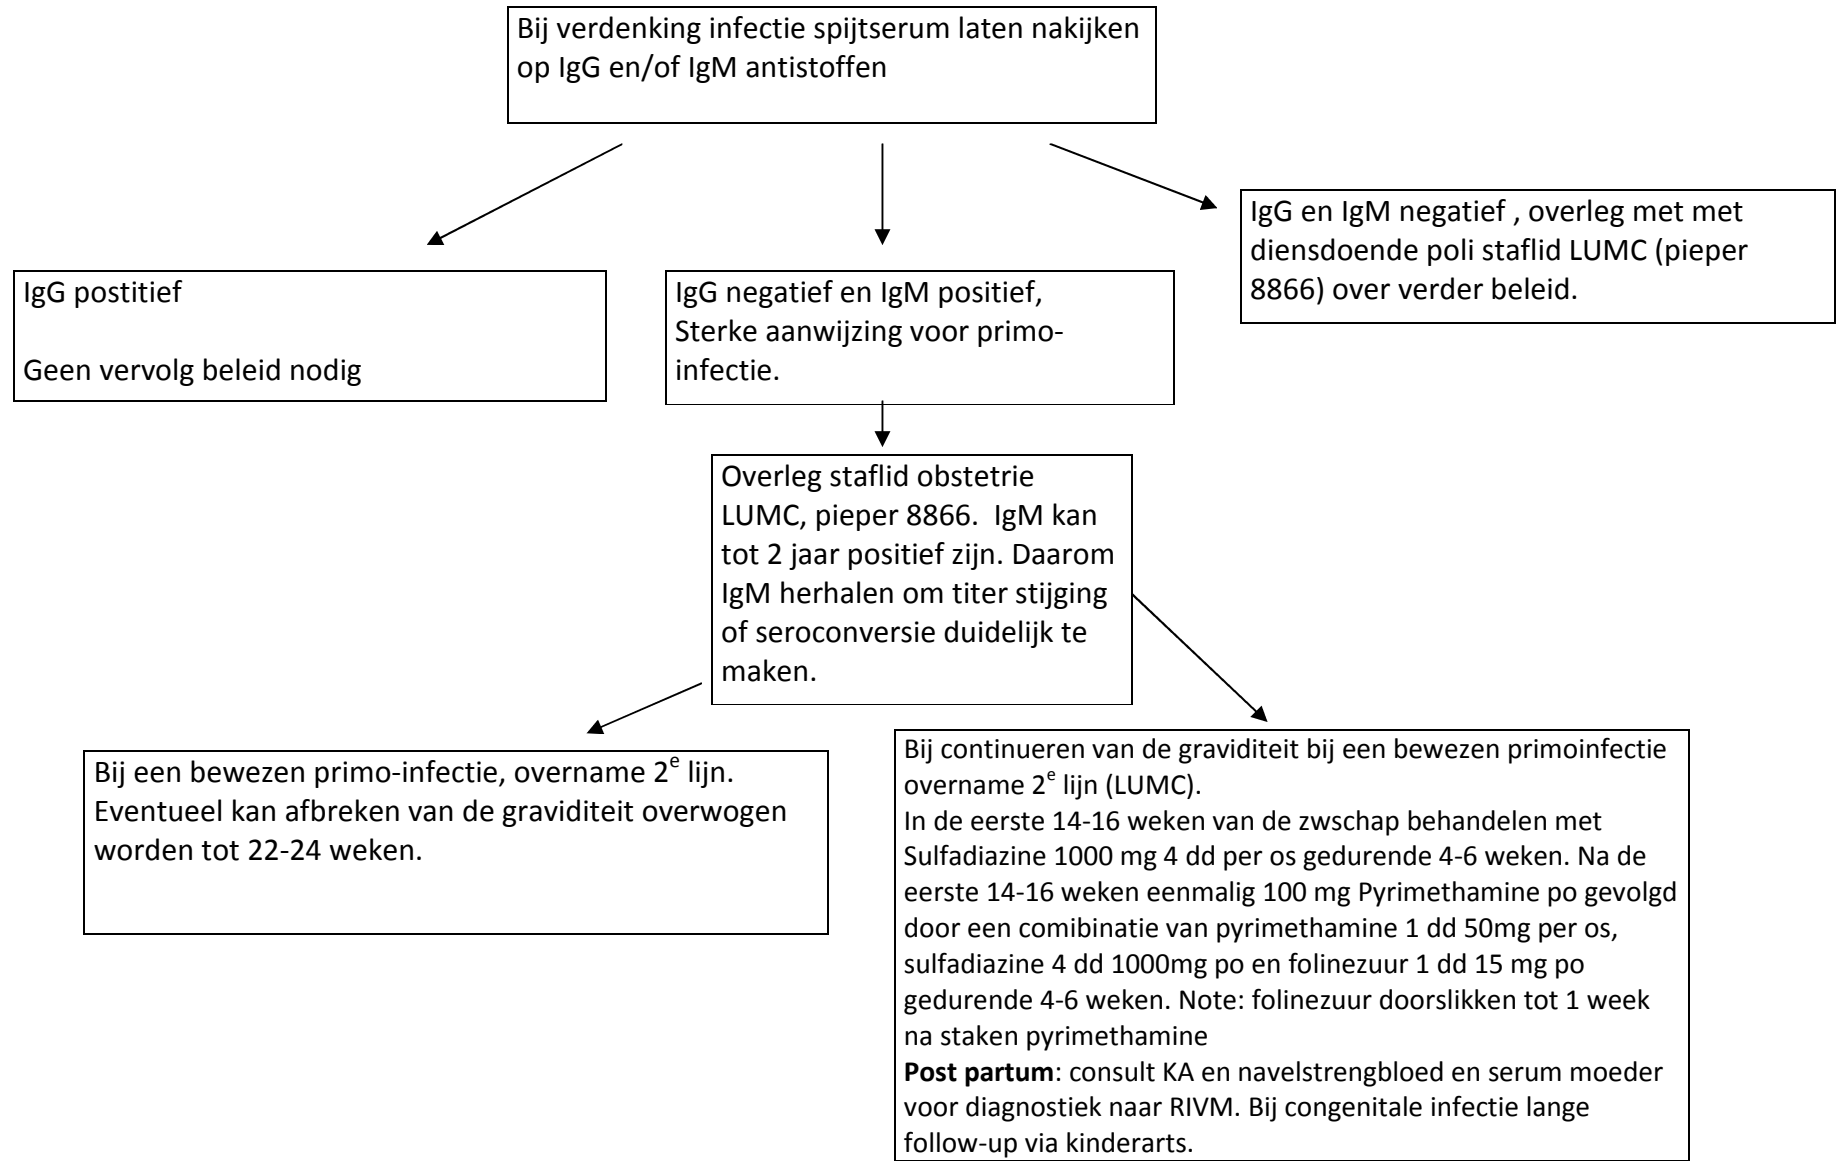 Bij verdenking infectie spijtserum laten nakijken
op IgG en/of IgM antistoffen
IgG postitief
Geen vervolg beleid nodig
IgG negatief en IgM positief,
Sterke aanwijzing voor primo-
infectie.
IgG en IgM negatief , overleg met met
diensdoende poli staflid LUMC (pieper
8866) over verder beleid.
Overleg staflid obstetrie
LUMC, pieper 8866.  IgM kan
tot 2 jaar positief zijn. Daarom
IgM herhalen om titer stijging
of seroconversie duidelijk te
maken.
Bij een bewezen primo-infectie, overname 2e lijn.
Eventueel kan afbreken van de graviditeit overwogen
worden tot 22-24 weken.
Bij continueren van de graviditeit bij een bewezen primoinfectie
overname 2e lijn (LUMC).
In de eerste 14-16 weken van de zwschap behandelen met
Sulfadiazine 1000 mg 4 dd per os gedurende 4-6 weken. Na de
eerste 14-16 weken eenmalig 100 mg Pyrimethamine po gevolgd
door een comibinatie van pyrimethamine 1 dd 50mg per os,
sulfadiazine 4 dd 1000mg po en folinezuur 1 dd 15 mg po
gedurende 4-6 weken. Note: folinezuur doorslikken tot 1 week
na staken pyrimethamine
Post partum: consult KA en navelstrengbloed en serum moeder
voor diagnostiek naar RIVM. Bij congenitale infectie lange
follow-up via kinderarts.